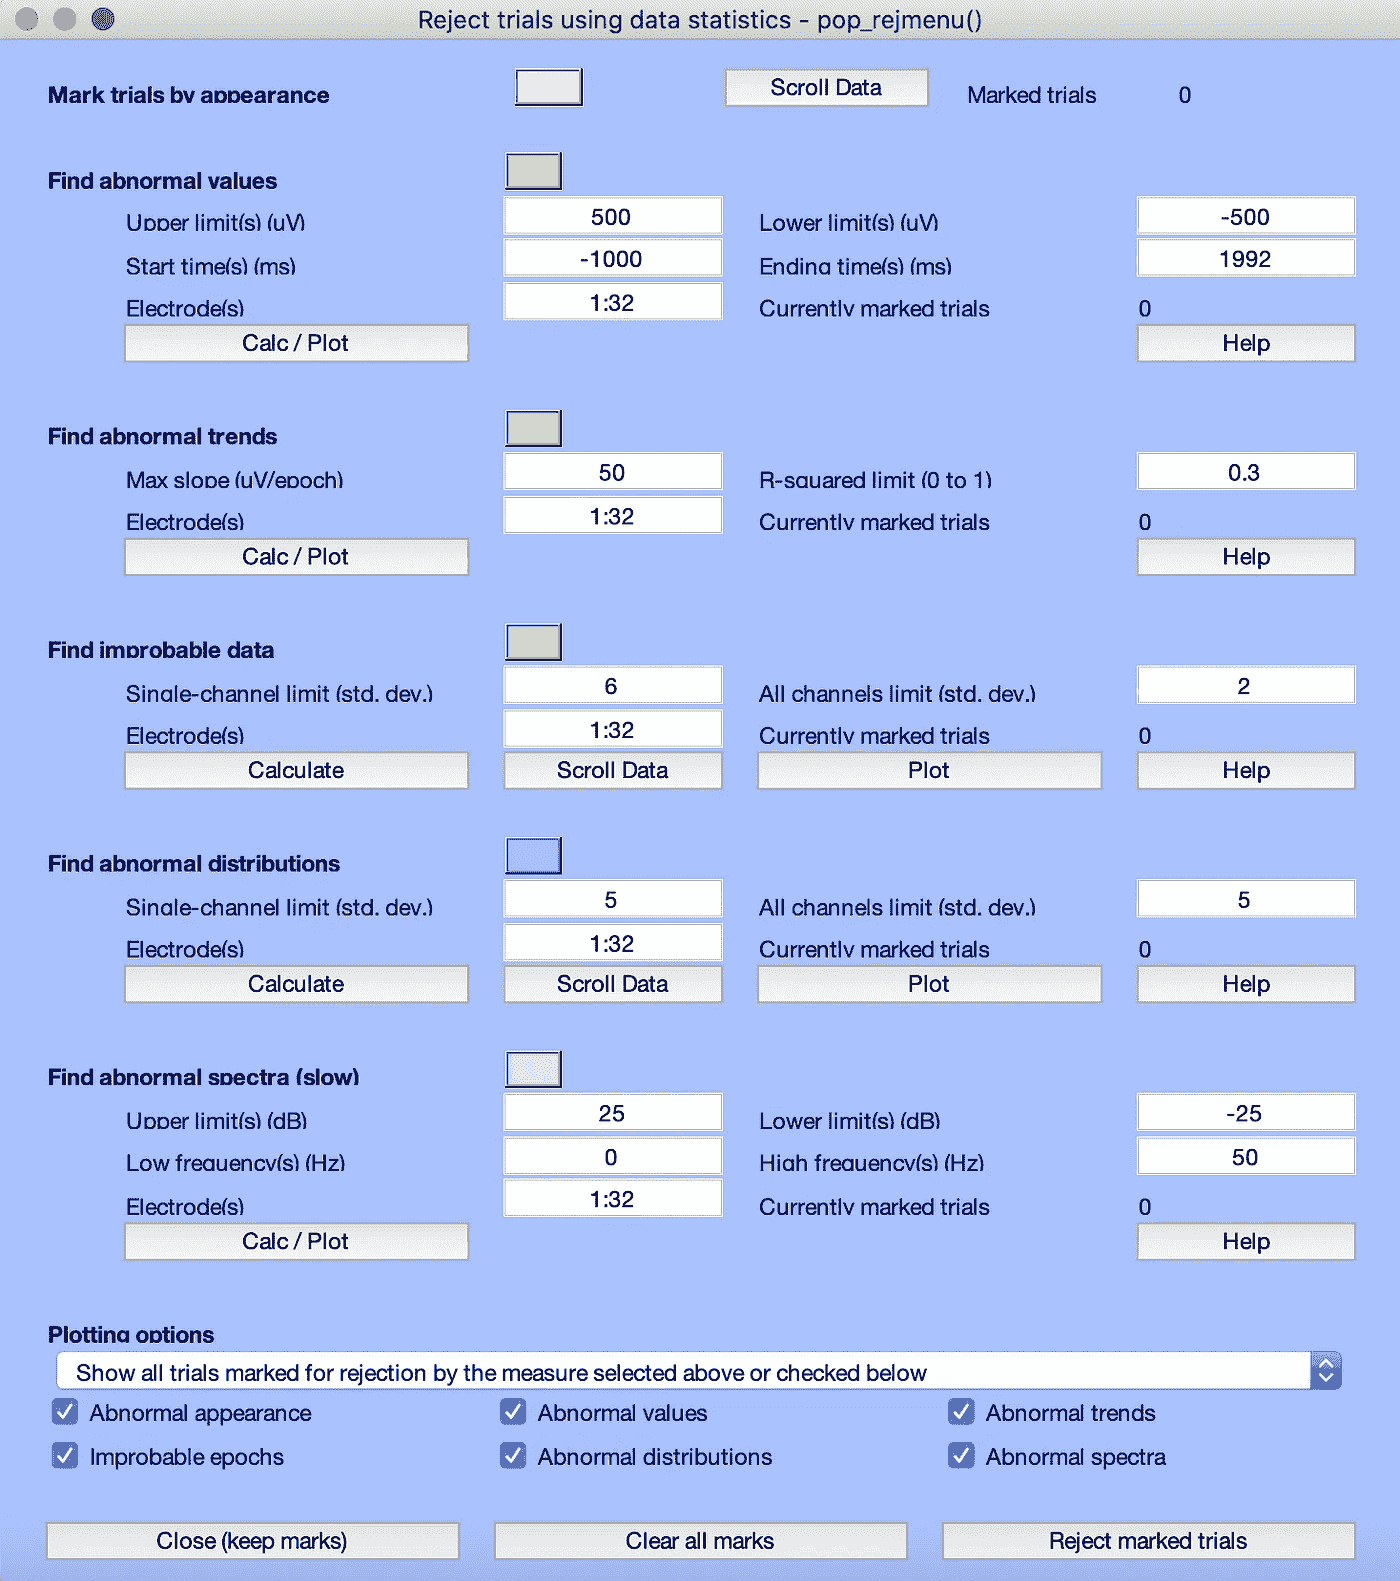 Reject trials using data statistics - pop_rejmenu()
Mark trials by appearance Scroll Data Marked trials 0
Find abnormal values
Upper limit(s) (uV) 500 Lower limit(s) (uV) -500
Start time(s) (ms) -1000 Ending time(s) (ms) 1992
Electrode(s) 1:32 Currently marked trials 0
Calc / Plot Help
Find abnormal trends
Max slope (uV/epoch) 50 R-squared limit (0 to 1) 0.3
Electrode(s) 1:32 Currently marked trials 0
Calc / Plot Help
Find improbable data
Single-channel limit (std. dev.) 6 All channels limit (std. dev.) 2
Electrode(s) 1:32 Currently marked trials 0
Calculate Scroll Data Plot Help
Find abnormal distributions
Single-channel limit (std. dev.) 5 All channels limit (std. dev.) 5
Electrode(s) 1:32 Currently marked trials 0
Calculate Scroll Data Plot Help
Find abnormal spectra (slow)
Upper limit(s) (dB) 25 Lower limit(s) (dB) -25
Low frequency(s) (Hz) 0 High frequency(s) (Hz) 50
Electrode(s) 1:32 Currently marked trials 0
Calc / Plot Help
Plotting options
Show all trials marked for rejection by the measure selected above or checked below
Abnormal appearance Abnormal values Abnormal trends
Improbable epochs Abnormal distributions Abnormal spectra
Close (keep marks) Clear all marks Reject marked trials